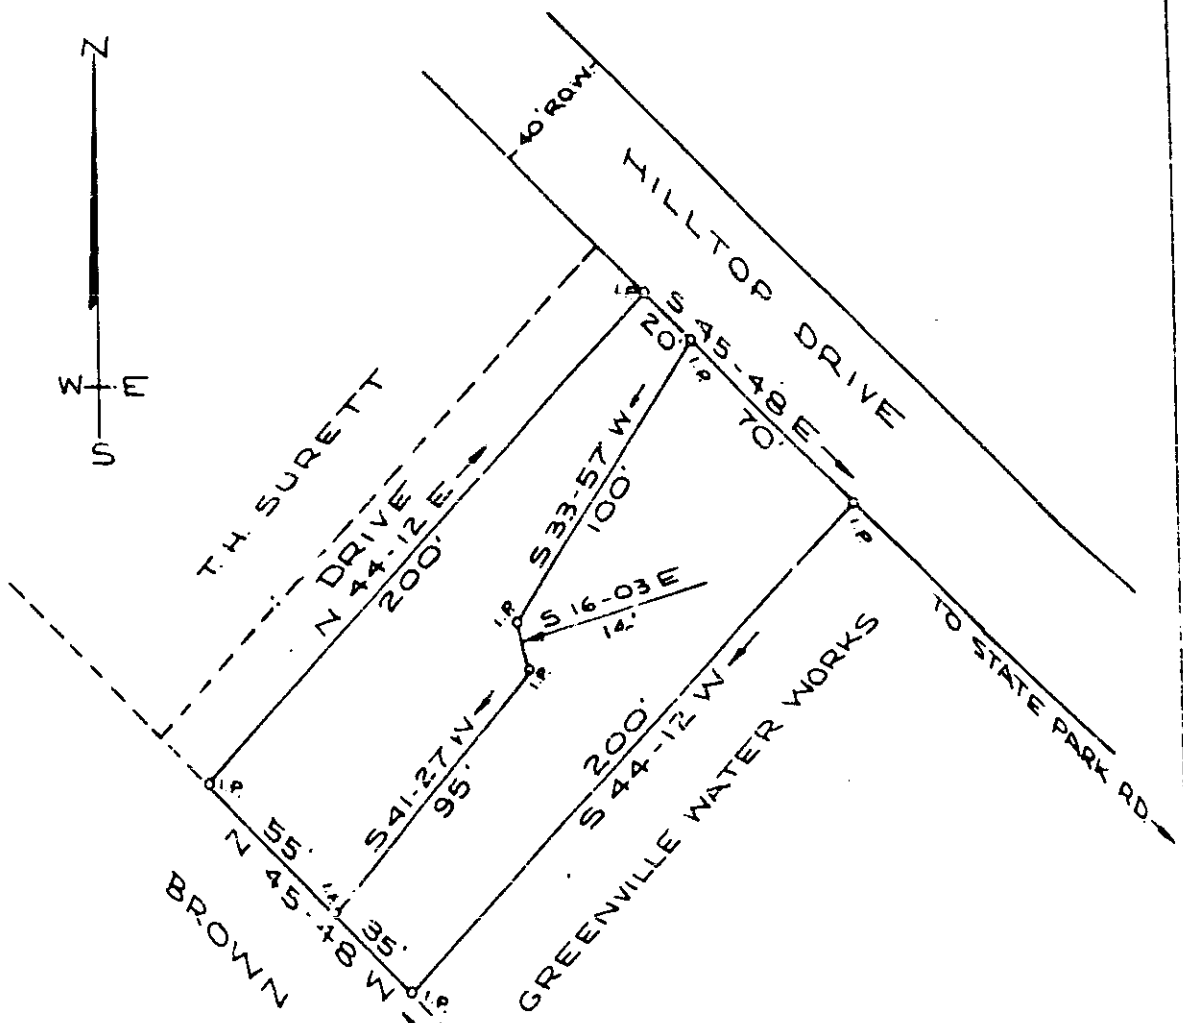 N
W E
S
40' ROW.
HILLTOP DRIVE
I.P.
S 45-48 E
20'
I.P.
70'
T.H. SURETT
DRIVE
N 44-12 E
200'
S 33-57 W
100'
I.P.
S 16-03 E
14'
I.P.
I.P.
TO STATE PARK RD.
S 41-27 W
95'
200'
S 44-12 W
GREENVILLE WATER WORKS
I.P.
55'
N 45-48 W
I.P.
35'
I.P.
BROWN